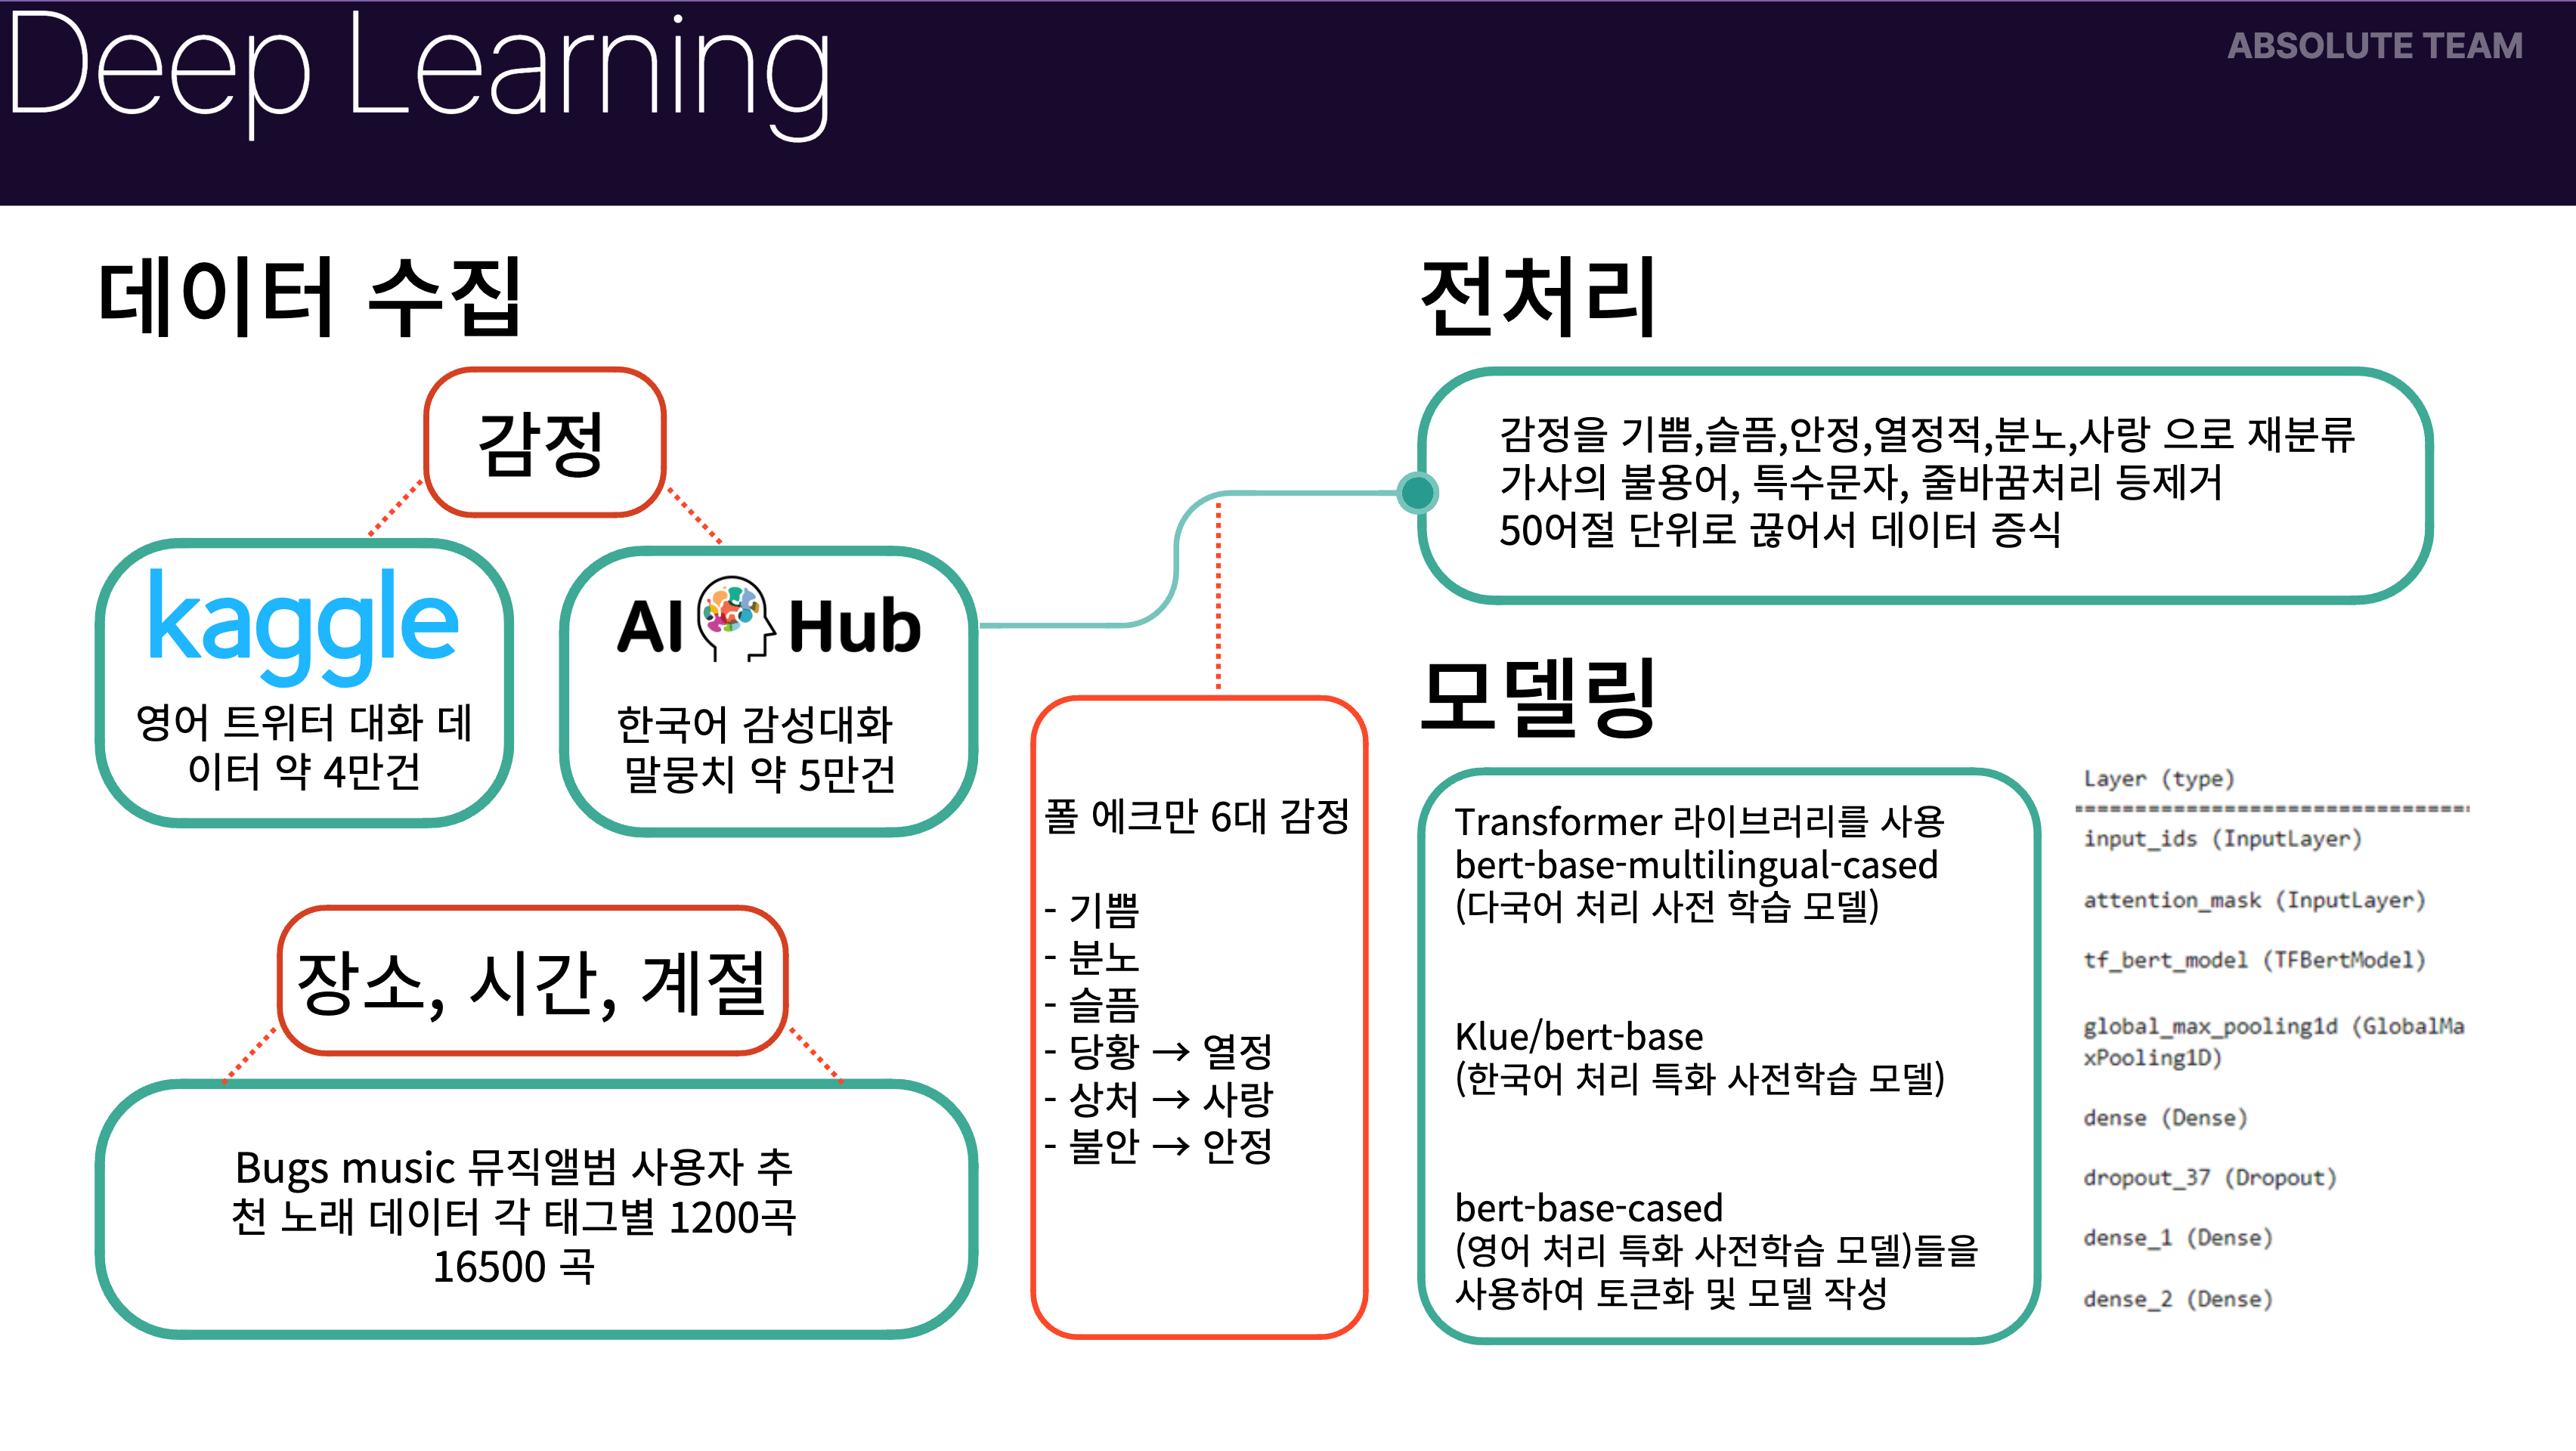 Deep Learning
ABSOLUTE TEAM
데이터 수집
감정
kaggle
영어 트위터 대화 데
이터 약 4만건
AI Hub
한국어 감성대화
말뭉치 약 5만건
장소, 시간, 계절
Bugs music 뮤직앨범 사용자 추
천 노래 데이터 각 태그별 1200곡
16500 곡
폴 에크만 6대 감정
- 기쁨
- 분노
- 슬픔
- 당황 → 열정
- 상처 → 사랑
- 불안 → 안정
전처리
감정을 기쁨,슬픔,안정,열정적,분노,사랑 으로 재분류
가사의 불용어, 특수문자, 줄바꿈처리 등제거
50어절 단위로 끊어서 데이터 증식
모델링
Transformer 라이브러리를 사용
bert-base-multilingual-cased
(다국어 처리 사전 학습 모델)
Klue/bert-base
(한국어 처리 특화 사전학습 모델)
bert-base-cased
(영어 처리 특화 사전학습 모델)들을
사용하여 토큰화 및 모델 작성
Layer (type)
input_ids (InputLayer)
attention_mask (InputLayer)
tf_bert_model (TFBertModel)
global_max_pooling1d (GlobalMa
xPooling1D)
dense (Dense)
dropout_37 (Dropout)
dense_1 (Dense)
dense_2 (Dense)